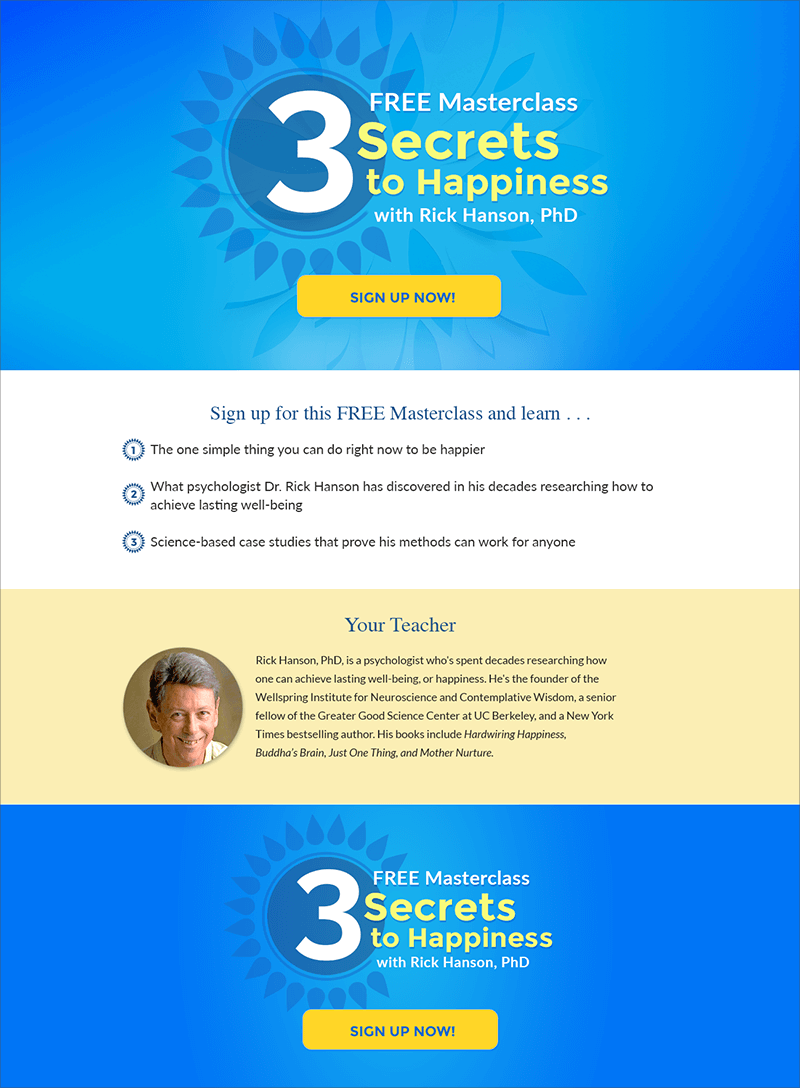 FREE Masterclass
3 Secrets
to Happiness
with Rick Hanson, PhD
SIGN UP NOW!
Sign up for this FREE Masterclass and learn . . .
1 The one simple thing you can do right now to be happier
2 What psychologist Dr. Rick Hanson has discovered in his decades researching how to
achieve lasting well-being
3 Science-based case studies that prove his methods can work for anyone
Your Teacher
Rick Hanson, PhD, is a psychologist who's spent decades researching how
one can achieve lasting well-being, or happiness. He's the founder of the
Wellspring Institute for Neuroscience and Contemplative Wisdom, a senior
fellow of the Greater Good Science Center at UC Berkeley, and a New York
Times bestselling author. His books include Hardwiring Happiness,
Buddha's Brain, Just One Thing, and Mother Nurture.
FREE Masterclass
3 Secrets
to Happiness
with Rick Hanson, PhD
SIGN UP NOW!